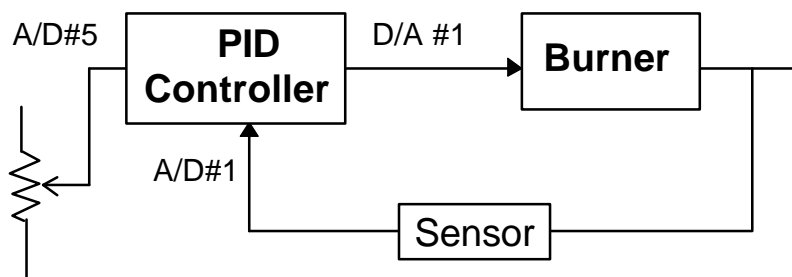 A/D#5
PID
Controller
D/A #1
Burner
A/D#1
Sensor